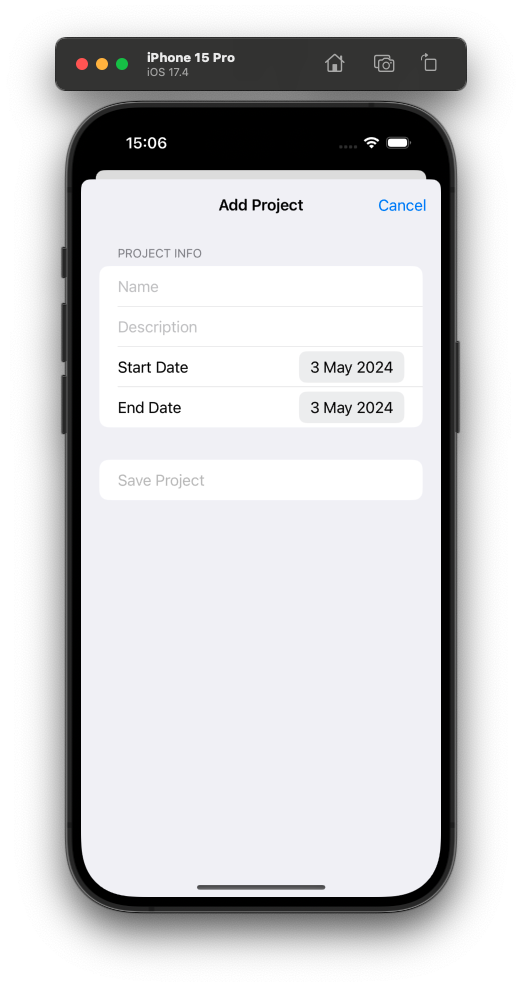 iPhone 15 Pro
iOS 17.4
15:06
Add Project
Cancel
PROJECT INFO
Name
Description
Start Date 3 May 2024
End Date 3 May 2024
Save Project